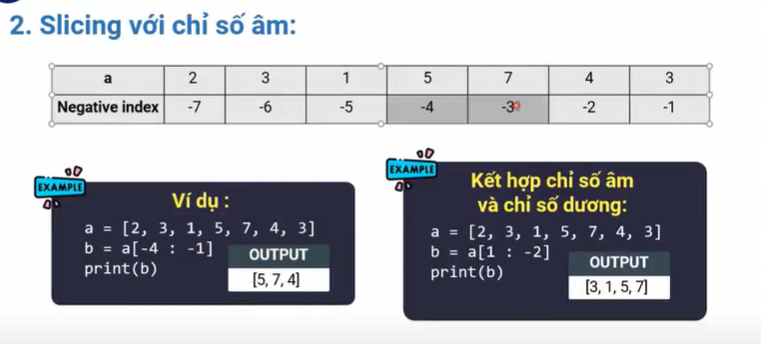 2. Slicing với chỉ số âm:
a 2 3 1 5 7 4 3
Negative index -7 -6 -5 -4 -3 -2 -1
EXAMPLE
Ví dụ :
a = [2, 3, 1, 5, 7, 4, 3]
b = a[-4 : -1]
print(b)
OUTPUT
[5, 7, 4]
EXAMPLE
Kết hợp chỉ số âm
và chỉ số dương:
a = [2, 3, 1, 5, 7, 4, 3]
b = a[1 : -2]
print(b)
OUTPUT
[3, 1, 5, 7]